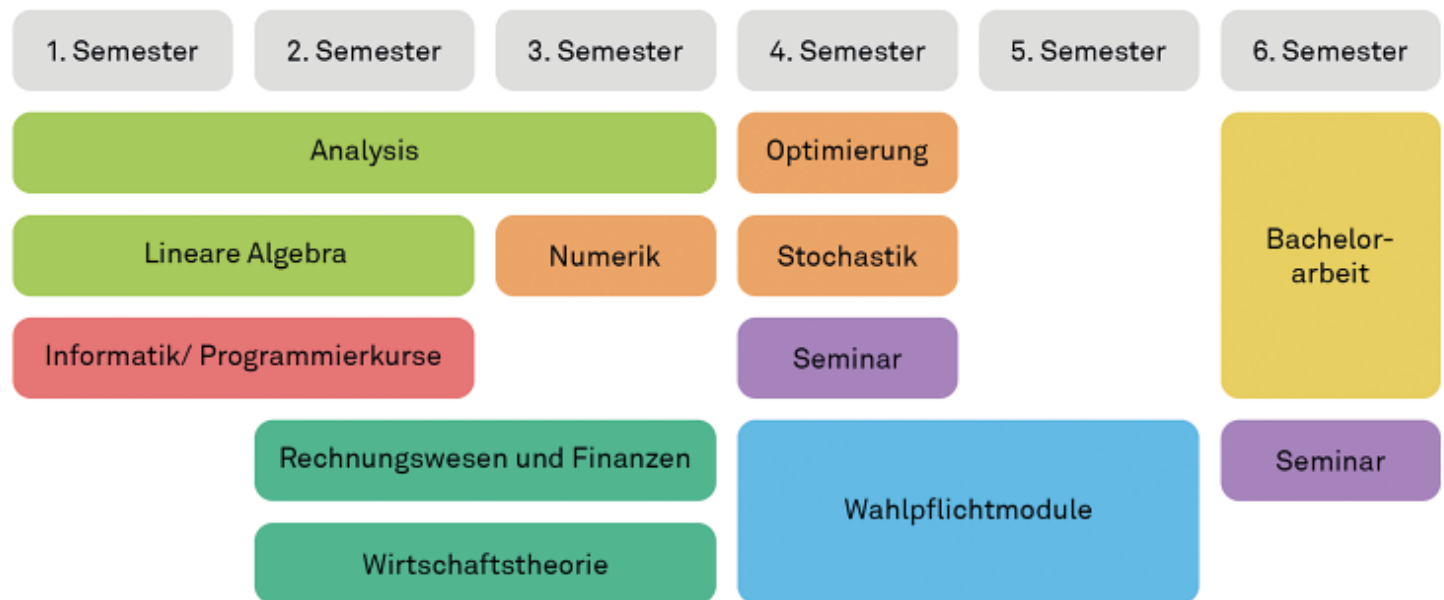 1. Semester
2. Semester
3. Semester
4. Semester
5. Semester
6. Semester
Analysis
Optimierung
Bachelor-
arbeit
Lineare Algebra
Numerik
Stochastik
Informatik/ Programmierkurse
Seminar
Rechnungswesen und Finanzen
Wahlpflichtmodule
Seminar
Wirtschaftstheorie